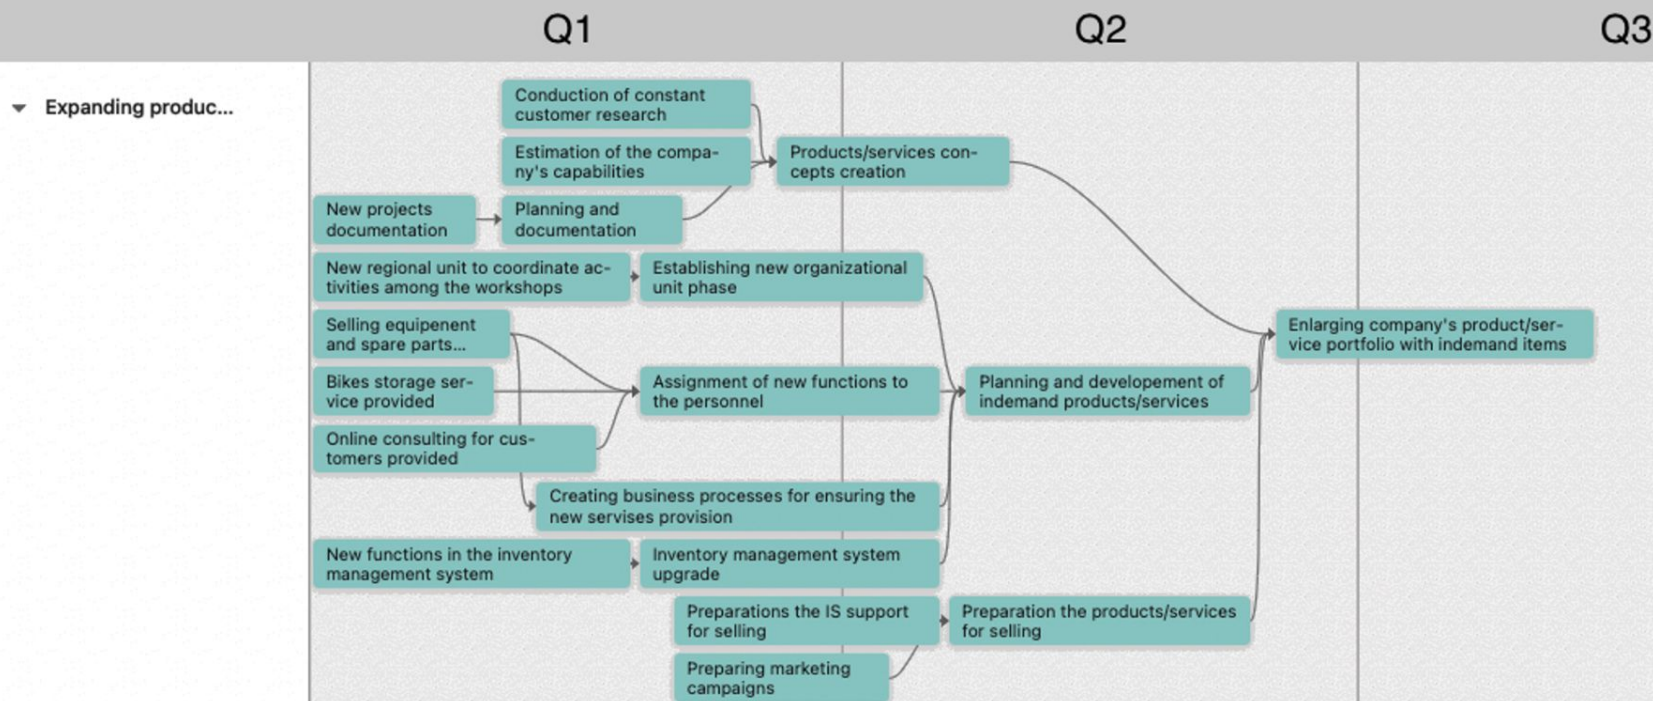 Q1
Q2
Q3
Expanding produc...
Conduction of constant
customer research
Estimation of the compa-
ny's capabilities
Products/services con-
cepts creation
New projects
documentation
Planning and
documentation
New regional unit to coordinate ac-
tivities among the workshops
Establishing new organizational
unit phase
Selling equipenent
and spare parts...
Enlarging company's product/ser-
vice portfolio with indemand items
Bikes storage ser-
vice provided
Assignment of new functions to
the personnel
Planning and developement of
indemand products/services
Online consulting for cus-
tomers provided
Creating business processes for ensuring the
new servises provision
New functions in the inventory
management system
Inventory management system
upgrade
Preparations the IS support
for selling
Preparation the products/services
for selling
Preparing marketing
campaigns